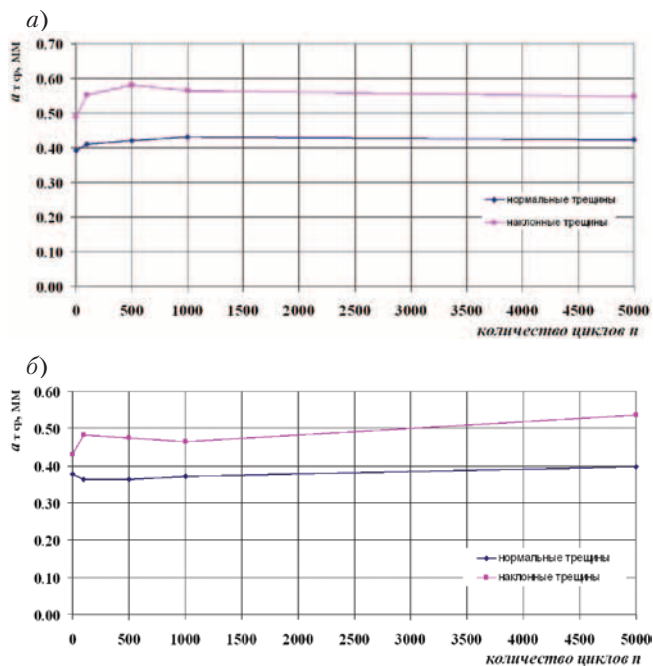 а)
a т ср, ММ
0.70
0.60
0.50
0.40
0.30
0.20
0.10
0.00
нормальные трещины
наклонные трещины
0 500 1000 1500 2000 2500 3000 3500 4000 4500 5000
количество циклов n
б)
a т ср, ММ
0.60
0.50
0.40
0.30
0.20
0.10
0.00
нормальные трещины
наклонные трещины
0 500 1000 1500 2000 2500 3000 3500 4000 4500 5000
количество циклов n